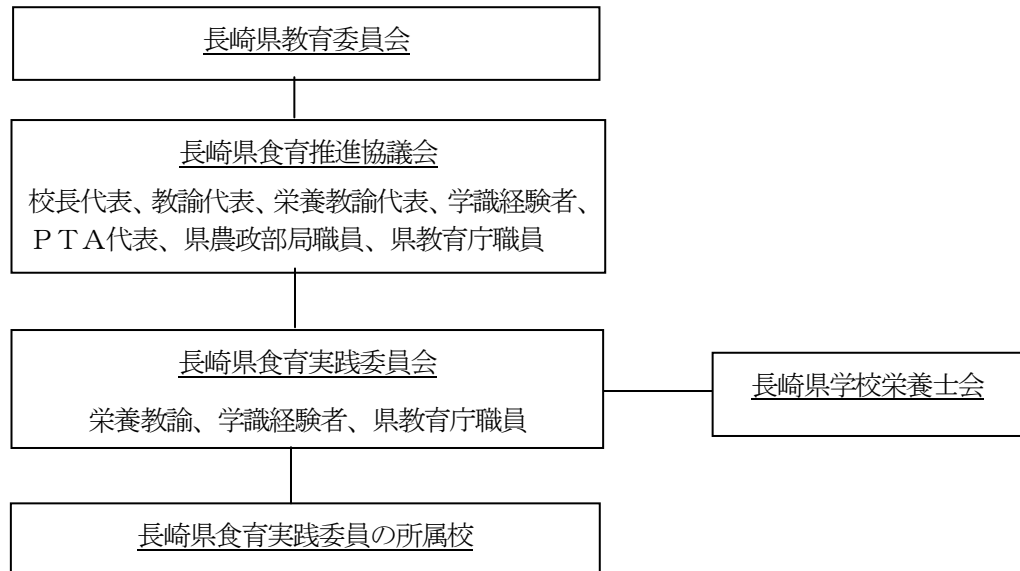 長崎県教育委員会
長崎県食育推進協議会
校長代表、教諭代表、栄養教諭代表、学識経験者、
ＰＴＡ代表、県農政部局職員、県教育庁職員
長崎県食育実践委員会
栄養教諭、学識経験者、県教育庁職員
長崎県学校栄養士会
長崎県食育実践委員の所属校